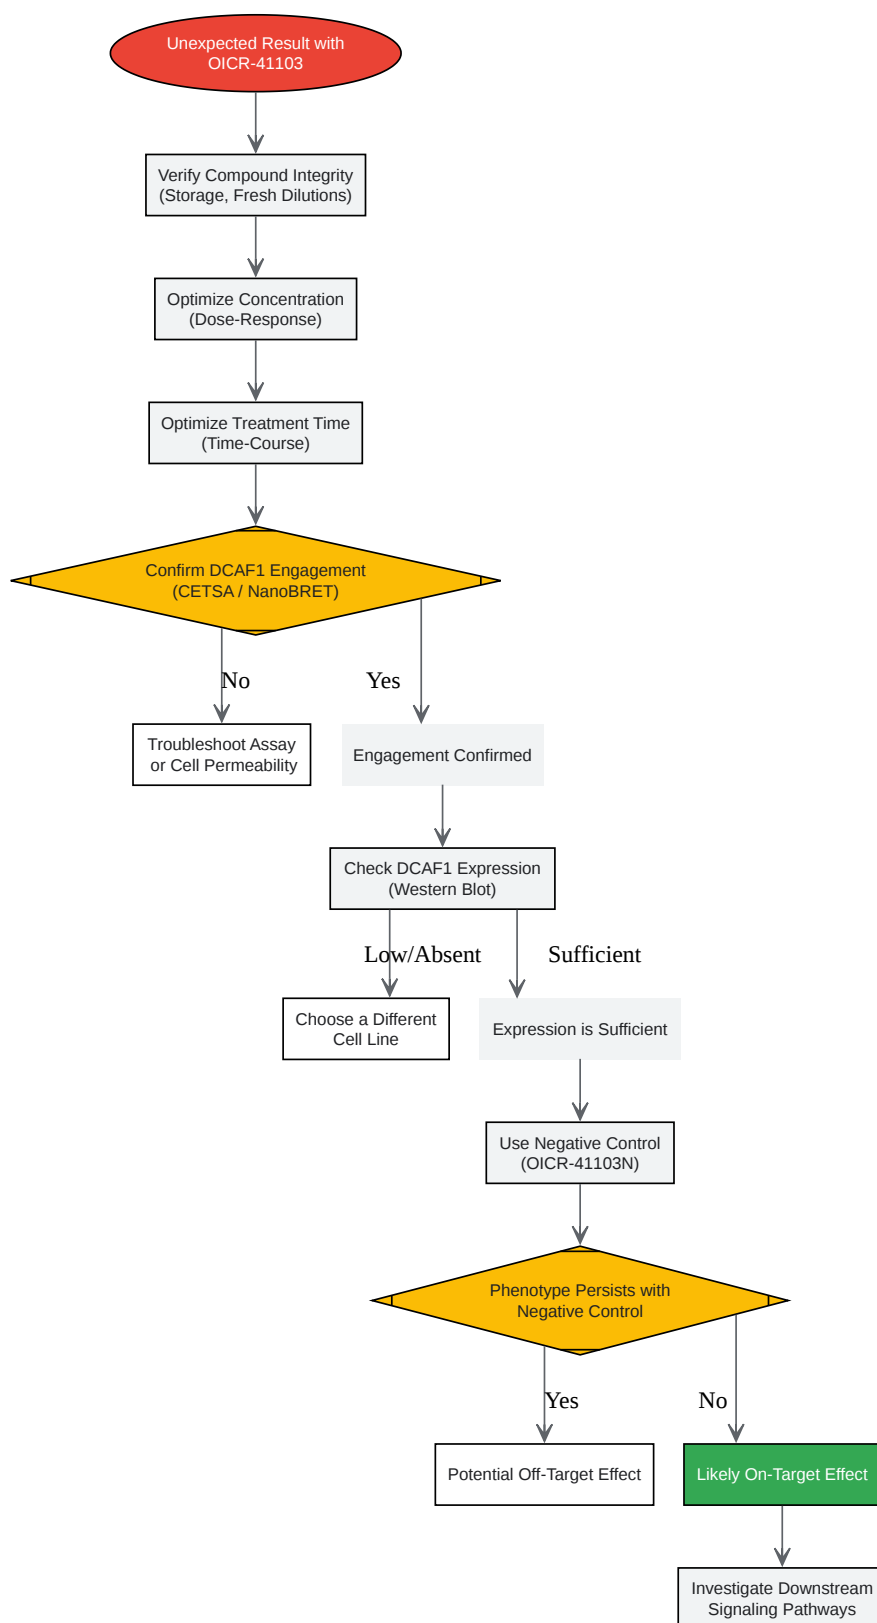 Unexpected Result with
OICR-41103
Verify Compound Integrity
(Storage, Fresh Dilutions)
Optimize Concentration
(Dose-Response)
Optimize Treatment Time
(Time-Course)
Confirm DCAF1 Engagement
(CETSA / NanoBRET)
No
Yes
Troubleshoot Assay
or Cell Permeability
Engagement Confirmed
Check DCAF1 Expression
(Western Blot)
Low/Absent
Sufficient
Choose a Different
Cell Line
Expression is Sufficient
Use Negative Control
(OICR-41103N)
Phenotype Persists with
Negative Control
Yes
No
Potential Off-Target Effect
Likely On-Target Effect
Investigate Downstream
Signaling Pathways